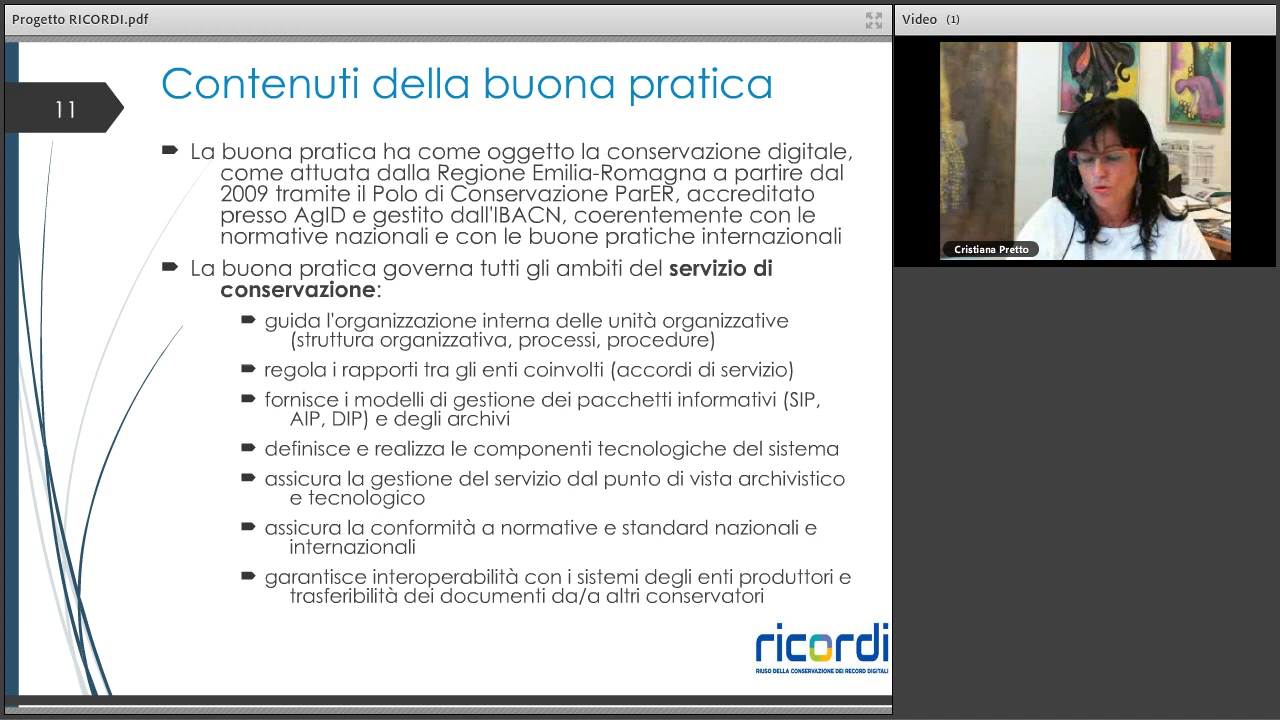 Progetto RICORDI.pdf
Video (1)
11
Contenuti della buona pratica
La buona pratica ha come oggetto la conservazione digitale,
come attuata dalla Regione Emilia-Romagna a partire dal
2009 tramite il Polo di Conservazione ParER, accreditato
presso AgID e gestito dall'IBACN, coerentemente con le
normative nazionali e con le buone pratiche internazionali
La buona pratica governa tutti gli ambiti del servizio di
conservazione:
guida l'organizzazione interna delle unità organizzative
(struttura organizzativa, processi, procedure)
regola i rapporti tra gli enti coinvolti (accordi di servizio)
fornisce i modelli di gestione dei pacchetti informativi (SIP,
AIP, DIP) e degli archivi
definisce e realizza le componenti tecnologiche del sistema
assicura la gestione del servizio dal punto di vista archivistico
e tecnologico
assicura la conformità a normative e standard nazionali e
internazionali
garantisce interoperabilità con i sistemi degli enti produttori e
trasferibilità dei documenti da/a altri conservatori
ricordi
RIUSO DELLA CONSERVAZIONE DEI RECORD DIGITALI
Cristiana Pretto